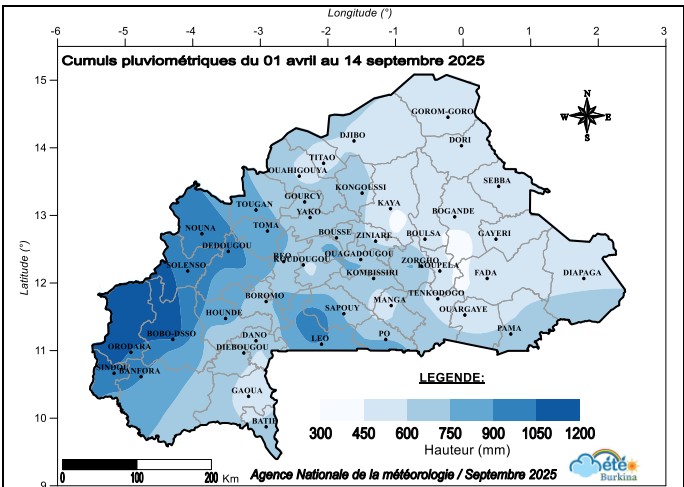 Longitude (°)
-6 -5 -4 -3 -2 -1 0 1 2 3
Cumuls pluviométriques du 01 avril au 14 septembre 2025
15
N
GOROM-GORO
W E
S
DJIBO
DORI
14
TITAO
OUAHIGOUYA
KONGOUSSI
SEBBA
GOURCY
TOUGAN
KAYA
YAKO
BOGANDE
13
NOUNA
TOMA
BOUSSE
ZINIARE
BOULSA
GAYERI
DEDOUGOU
REO
OUAGADOUGOU
ZORGHO
KOUDOUGOU
KOUPELA
SOLENSO
KOMBISSIRI
FADA
DIAPAGA
12
Latitude (°)
BOROMO
MANGA
TENKODOGO
HOUNDE
SAPOUY
OUARGAYE
BOBO-DSSO
DANO
LEO
PO
PAMA
11
ORODARA
DIEBOUGOU
SINDOU
BANFORA
LEGENDE:
GAOUA
10
BATIE
300 450 600 750 900 1050 1200
Hauteur (mm)
0 100 200 Km
Agence Nationale de la météorologie / Septembre 2025
météo
Burkina
9